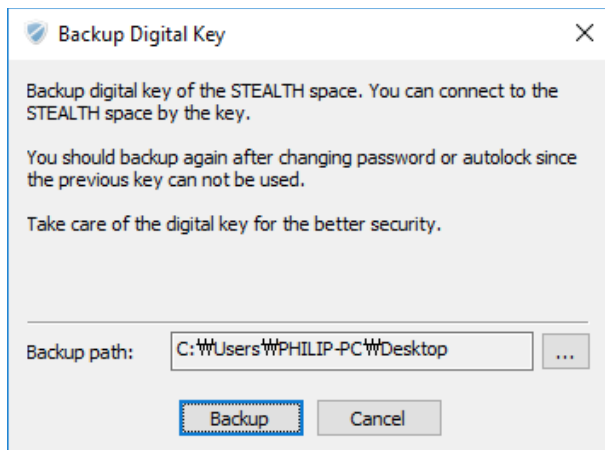 Backup Digital Key
Backup digital key of the STEALTH space. You can connect to the
STEALTH space by the key.
You should backup again after changing password or autolock since
the previous key can not be used.
Take care of the digital key for the better security.
Backup path: C:₩Users₩PHILIP-PC₩Desktop ...
Backup Cancel